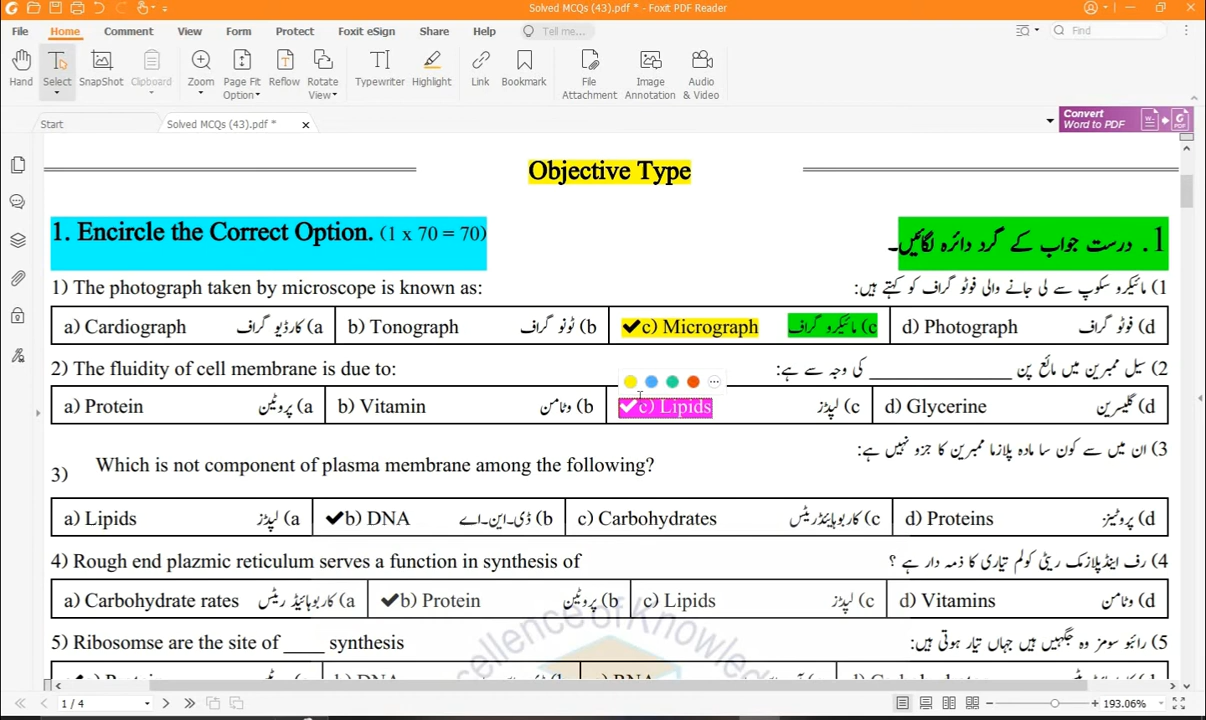 Solved MCQs (43).pdf * - Foxit PDF Reader
File Home Comment View Form Protect Foxit eSign Share Help Tell me... Find
Hand Select SnapShot Clipboard Zoom Page Fit Option Reflow Rotate View Typewriter Highlight Link Bookmark File Attachment Image Annotation Audio & Video
Start Solved MCQs (43).pdf *
Convert Word to PDF
Objective Type
1. Encircle the Correct Option. (1 x 70 = 70) 1. درست جواب کے گرد دائرہ لگائیں۔
1) The photograph taken by microscope is known as: 1) مائیکرو سکوپ سے لی جانے والی فوٹو گراف کو کہتے ہیں:
a) Cardiograph a) کارڈیو گراف b) Tonograph b) ٹونو گراف ✔c) Micrograph c) مائیکرو گراف d) Photograph d) فوٹو گراف
2) The fluidity of cell membrane is due to: 2) سیل ممبرین میں مائع پن ______________ کی وجہ سے ہے:
a) Protein a) پروٹین b) Vitamin b) وٹامن ✔c) Lipids c) لپڈز d) Glycerine d) گلیسرین
3) Which is not component of plasma membrane among the following? 3) ان میں سے کون سا مادہ پلازما ممبرین کا جزو نہیں ہے:
a) Lipids a) لپڈز ✔b) DNA b) ڈی۔این۔اے c) Carbohydrates c) کاربوہائیڈریٹس d) Proteins d) پروٹینز
4) Rough end plazmic reticulum serves a function in synthesis of 4) رف اینڈوپلازمک ریٹی کولم تیاری کا ذمہ دار ہے ؟
a) Carbohydrate rates a) کاربوہائیڈ ریٹس ✔b) Protein b) پروٹین c) Lipids c) لپڈز d) Vitamins d) وٹامن
5) Ribosomse are the site of ____ synthesis 5) رائبو سومز وہ جگہیں ہیں جہاں تیار ہوتی ہیں:
1 / 4 193.06%